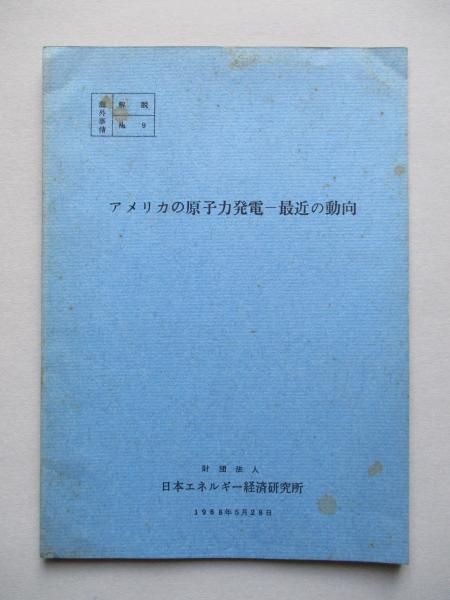 海外事情
解説
№ 9
アメリカの原子力発電―最近の動向
財団法人
日本エネルギー経済研究所
1968年5月28日